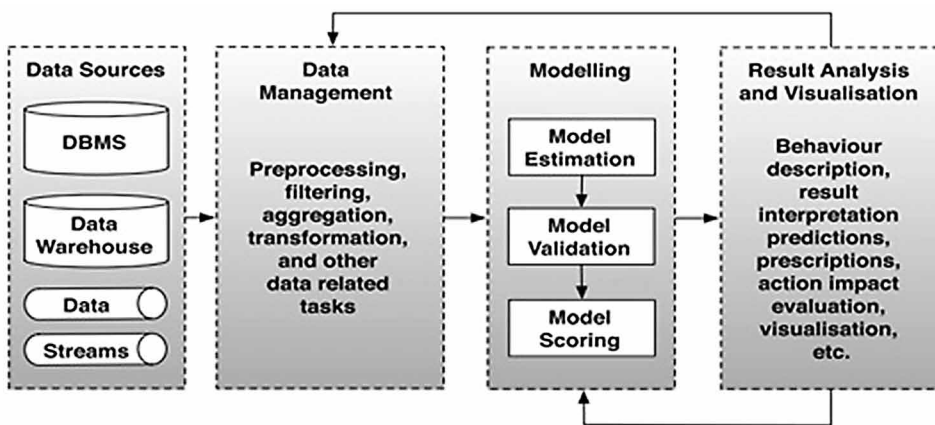 Data Sources
DBMS
Data
Warehouse
Data
Streams
Data
Management
Preprocessing,
filtering,
aggregation,
transformation,
and other
data related
tasks
Modelling
Model
Estimation
Model
Validation
Model
Scoring
Result Analysis
and Visualisation
Behaviour
description,
result
interpretation
predictions,
prescriptions,
action impact
evaluation,
visualisation,
etc.